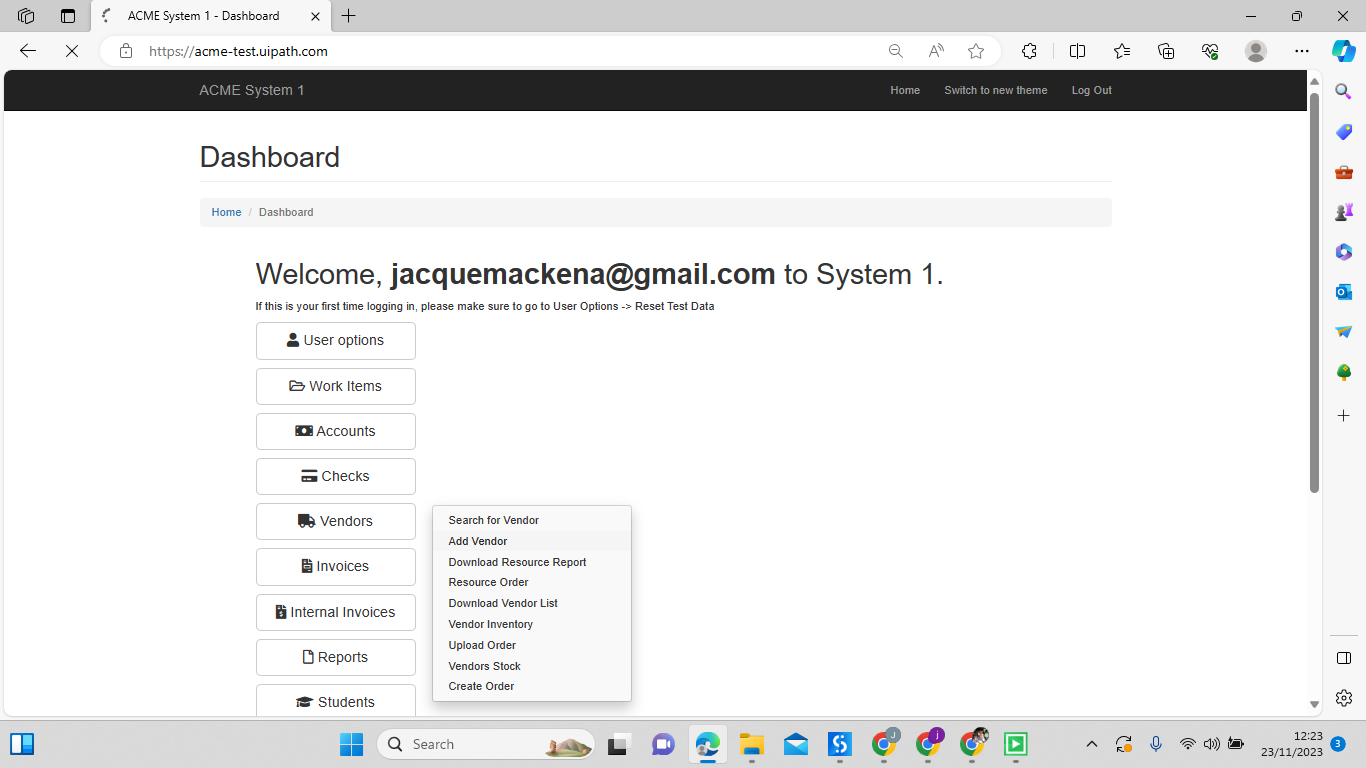 ACME System 1 - Dashboard
https://acme-test.uipath.com
ACME System 1
Home
Switch to new theme
Log Out
Dashboard
Home / Dashboard
Welcome, jacquemackena@gmail.com to System 1.
If this is your first time logging in, please make sure to go to User Options -> Reset Test Data
User options
Work Items
Accounts
Checks
Vendors
Invoices
Internal Invoices
Reports
Students
Search for Vendor
Add Vendor
Download Resource Report
Resource Order
Download Vendor List
Vendor Inventory
Upload Order
Vendors Stock
Create Order
Search
J
j
12:23
23/11/2023
3